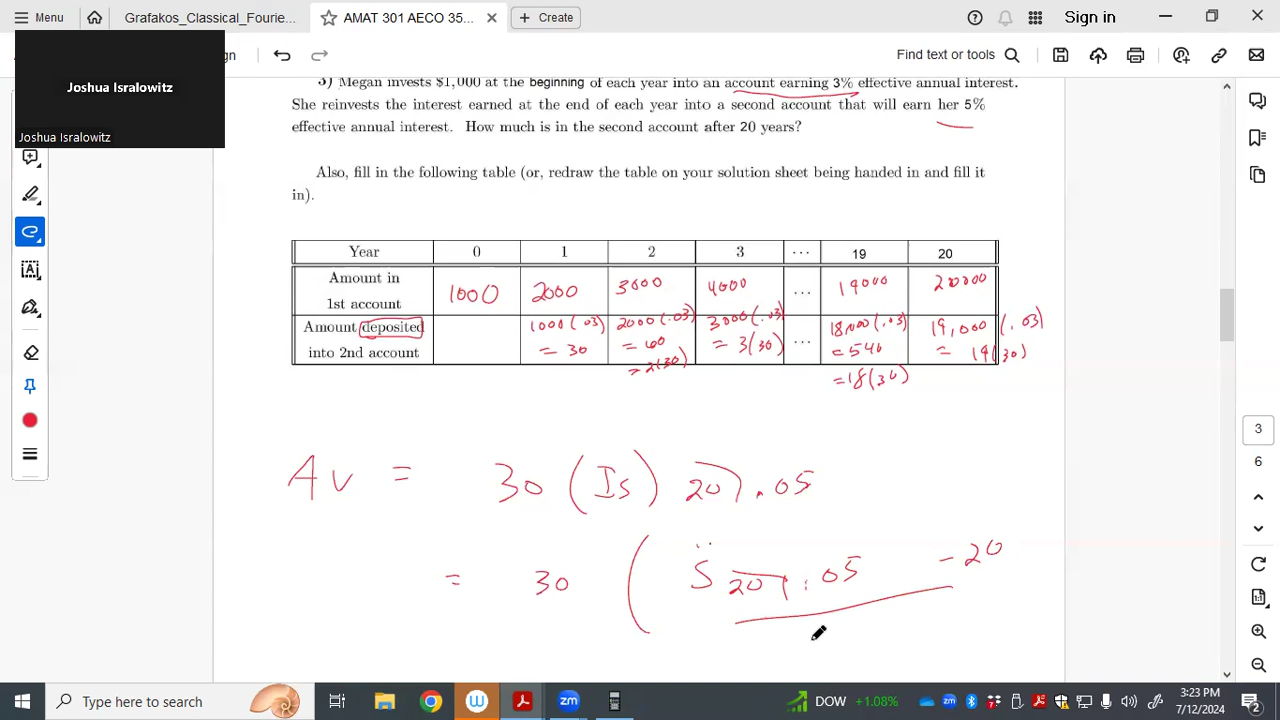 Menu
Grafakos_Classical_Fourie...
AMAT 301 AECO 35...
Create
Sign in
Joshua Isralowitz
Joshua Isralowitz
gn
Find text or tools
3) Megan invests $1,000 at the beginning of each year into an account earning 3% effective annual interest.
She reinvests the interest earned at the end of each year into a second account that will earn her 5%
effective annual interest. How much is in the second account after 20 years?
Also, fill in the following table (or, redraw the table on your solution sheet being handed in and fill it
in).
Year 0 1 2 3 ... 19 20
Amount in
1st account 1000 2000 3000 4000 ... 19000 20000
Amount deposited
into 2nd account
1000(.03)
= 30
2000(.03)
= 60
= 2(30)
3000(.03)
= 3(30)
...
18,000(.03)
= 540
= 18(30)
19,000(.03)
= 19(30)
AV = 30 (Is) 20⌉.05
= 30 ( s̈ 20⌉.05 - 20
3
6
Type here to search
DOW +1.08%
3:23 PM
7/12/2024
2